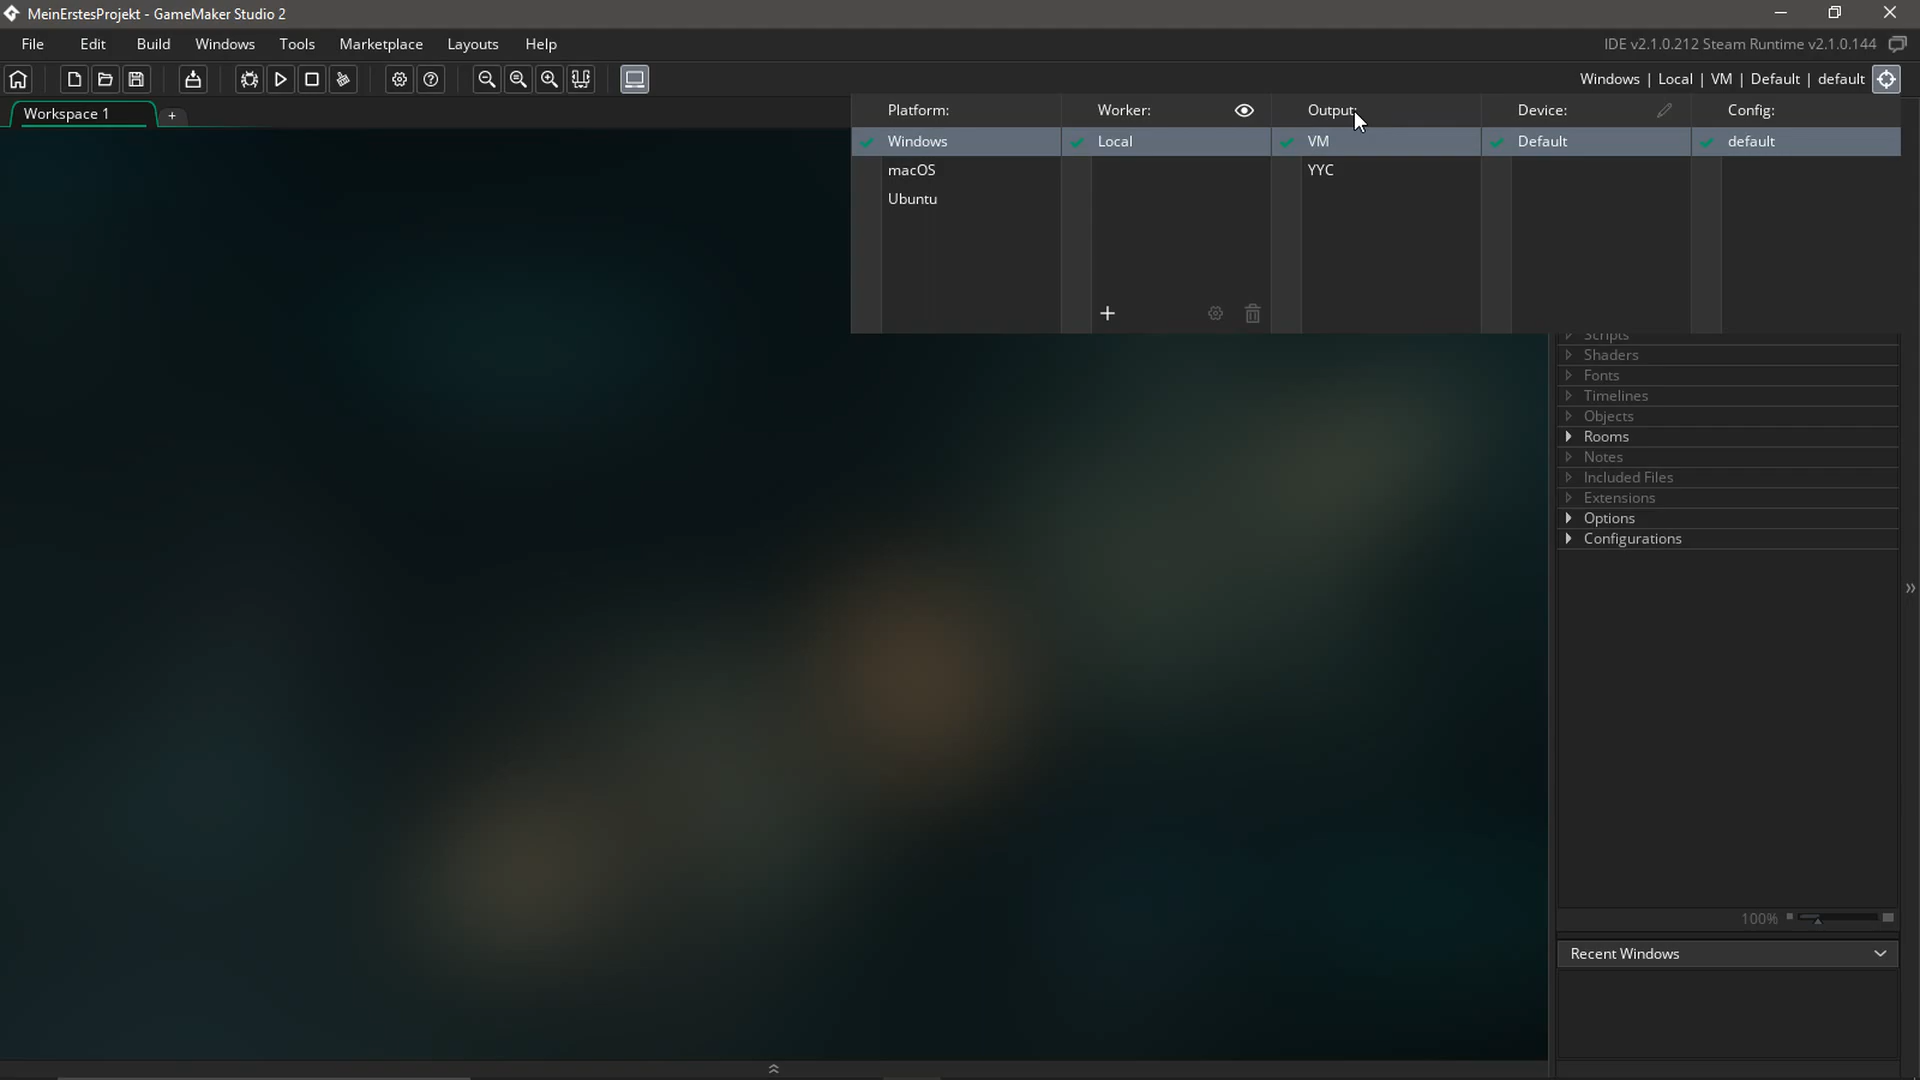 MeinErstesProjekt - GameMaker Studio 2
File Edit Build Windows Tools Marketplace Layouts Help
IDE v2.1.0.212 Steam Runtime v2.1.0.144
Windows | Local | VM | Default | default
Workspace 1 +
Platform: Worker: Output: Device: Config:
Windows Local VM Default default
macOS YYC
Ubuntu
Scripts
Shaders
Fonts
Timelines
Objects
Rooms
Notes
Included Files
Extensions
Options
Configurations
100%
Recent Windows